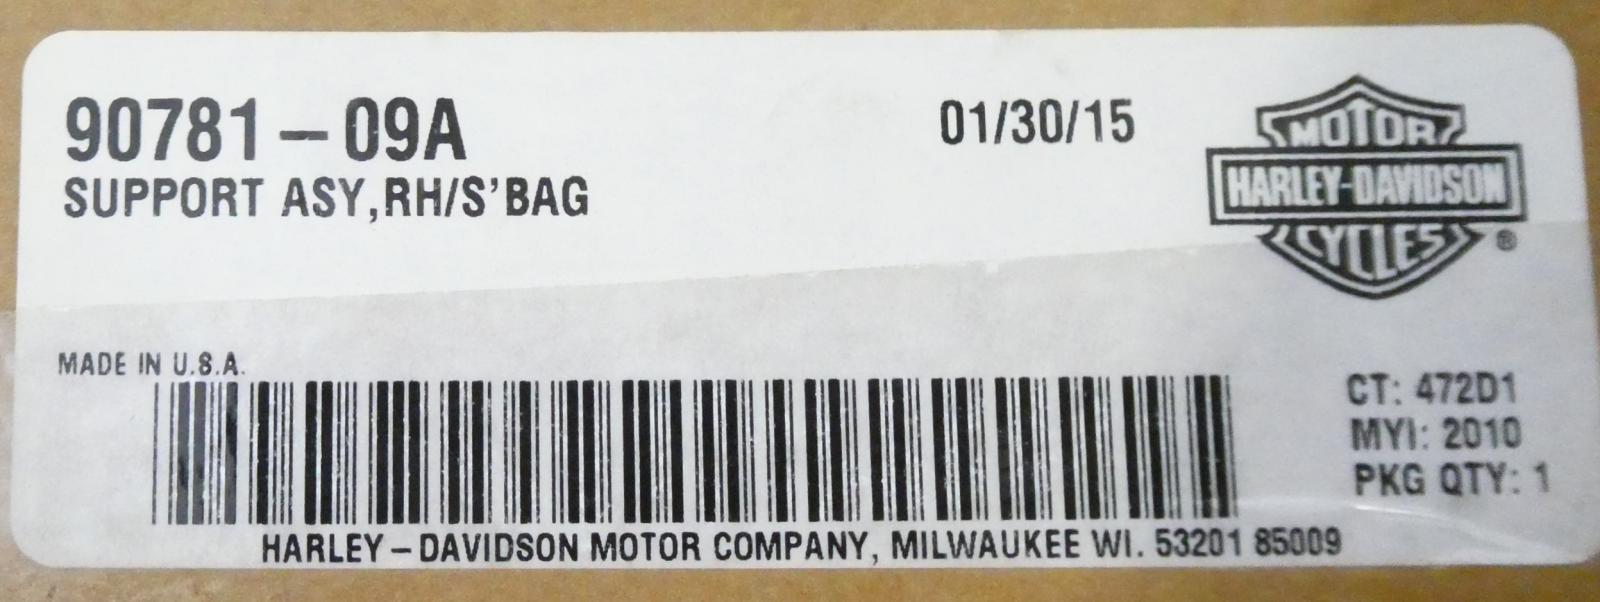 90781-09A
01/30/15
SUPPORT ASY,RH/S'BAG
MOTOR
HARLEY-DAVIDSON
CYCLES
®
MADE IN U.S.A.
CT: 472D1
MYI: 2010
PKG QTY: 1
HARLEY-DAVIDSON MOTOR COMPANY, MILWAUKEE WI. 53201 85009